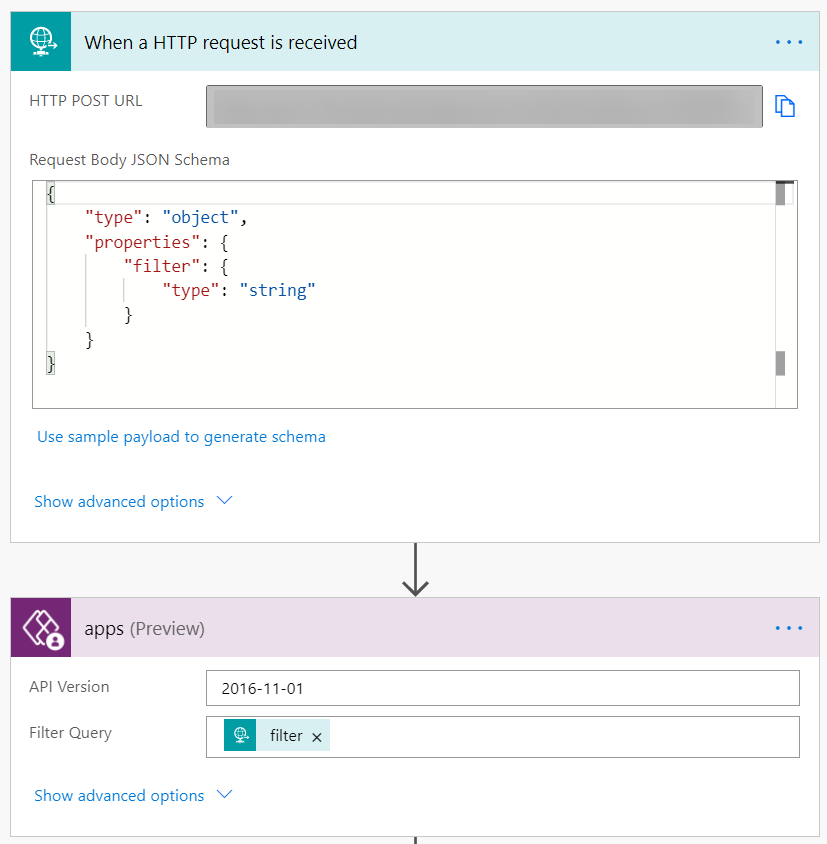 When a HTTP request is received
HTTP POST URL
Request Body JSON Schema
{
"type": "object",
"properties": {
"filter": {
"type": "string"
}
}
}
Use sample payload to generate schema
Show advanced options
apps (Preview)
API Version
2016-11-01
Filter Query
filter ×
Show advanced options